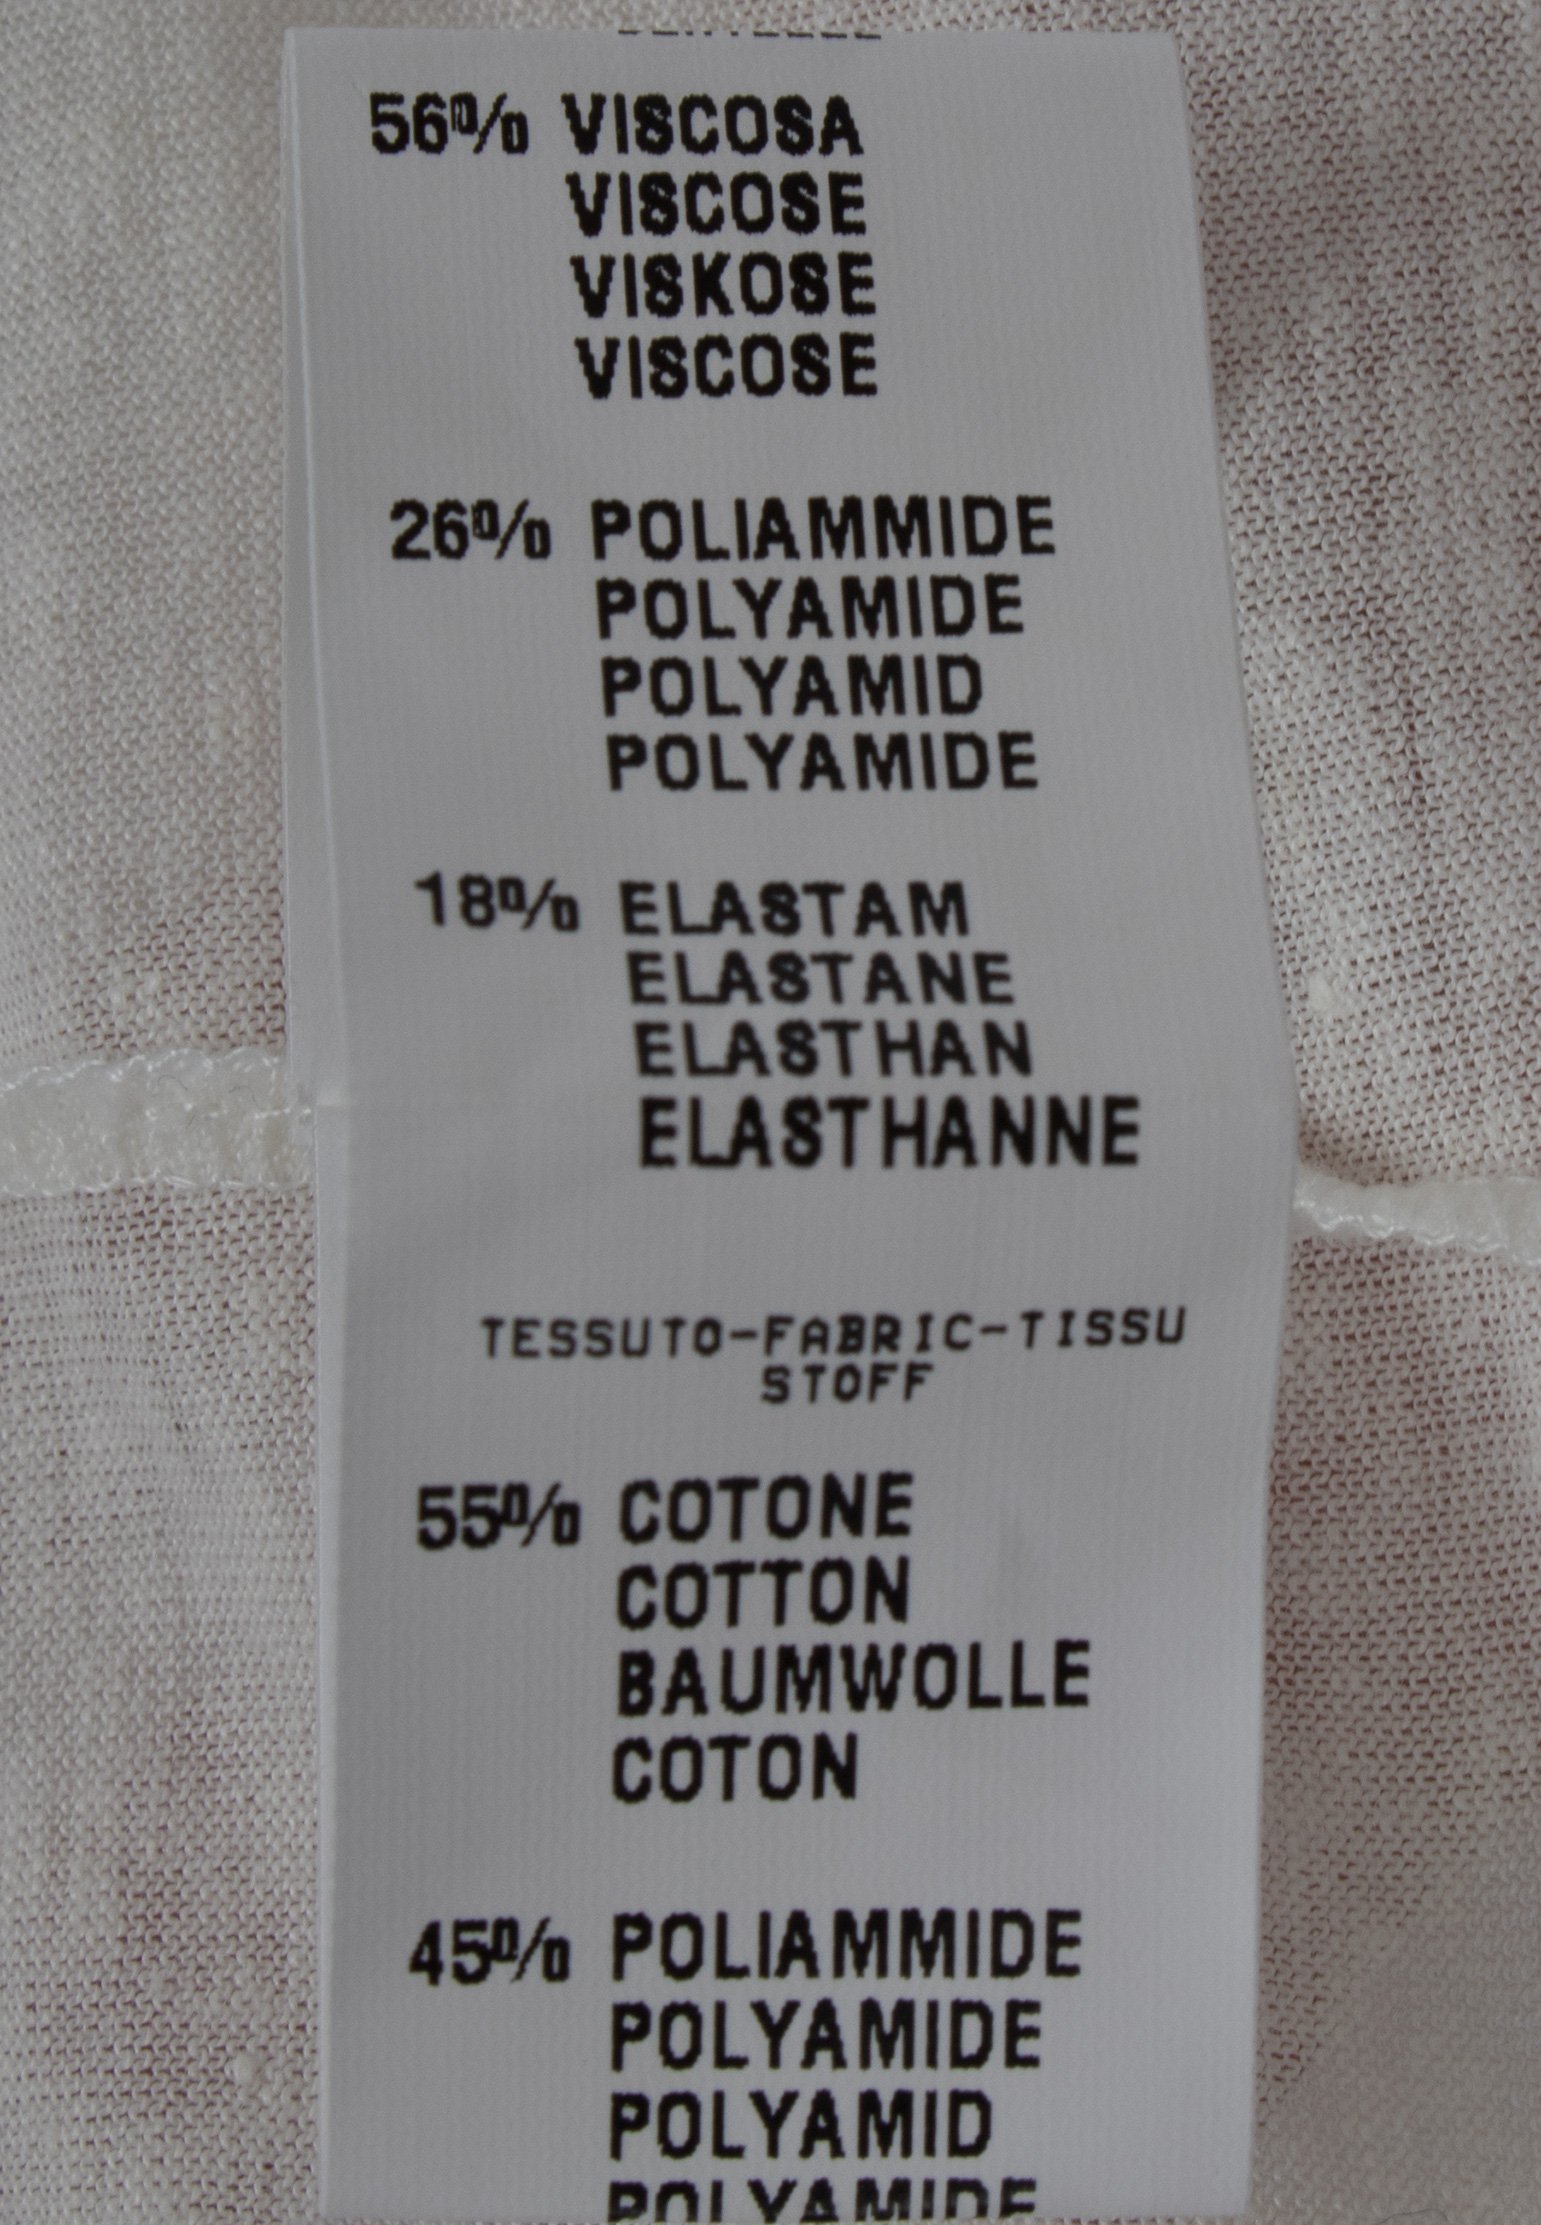 56% VISCOSA
VISCOSE
VISKOSE
VISCOSE
26% POLIAMMIDE
POLYAMIDE
POLYAMID
POLYAMIDE
18% ELASTAM
ELASTANE
ELASTHAN
ELASTHANNE
TESSUTO-FABRIC-TISSU
STOFF
55% COTONE
COTTON
BAUMWOLLE
COTON
45% POLIAMMIDE
POLYAMIDE
POLYAMID
POLYAMIDE